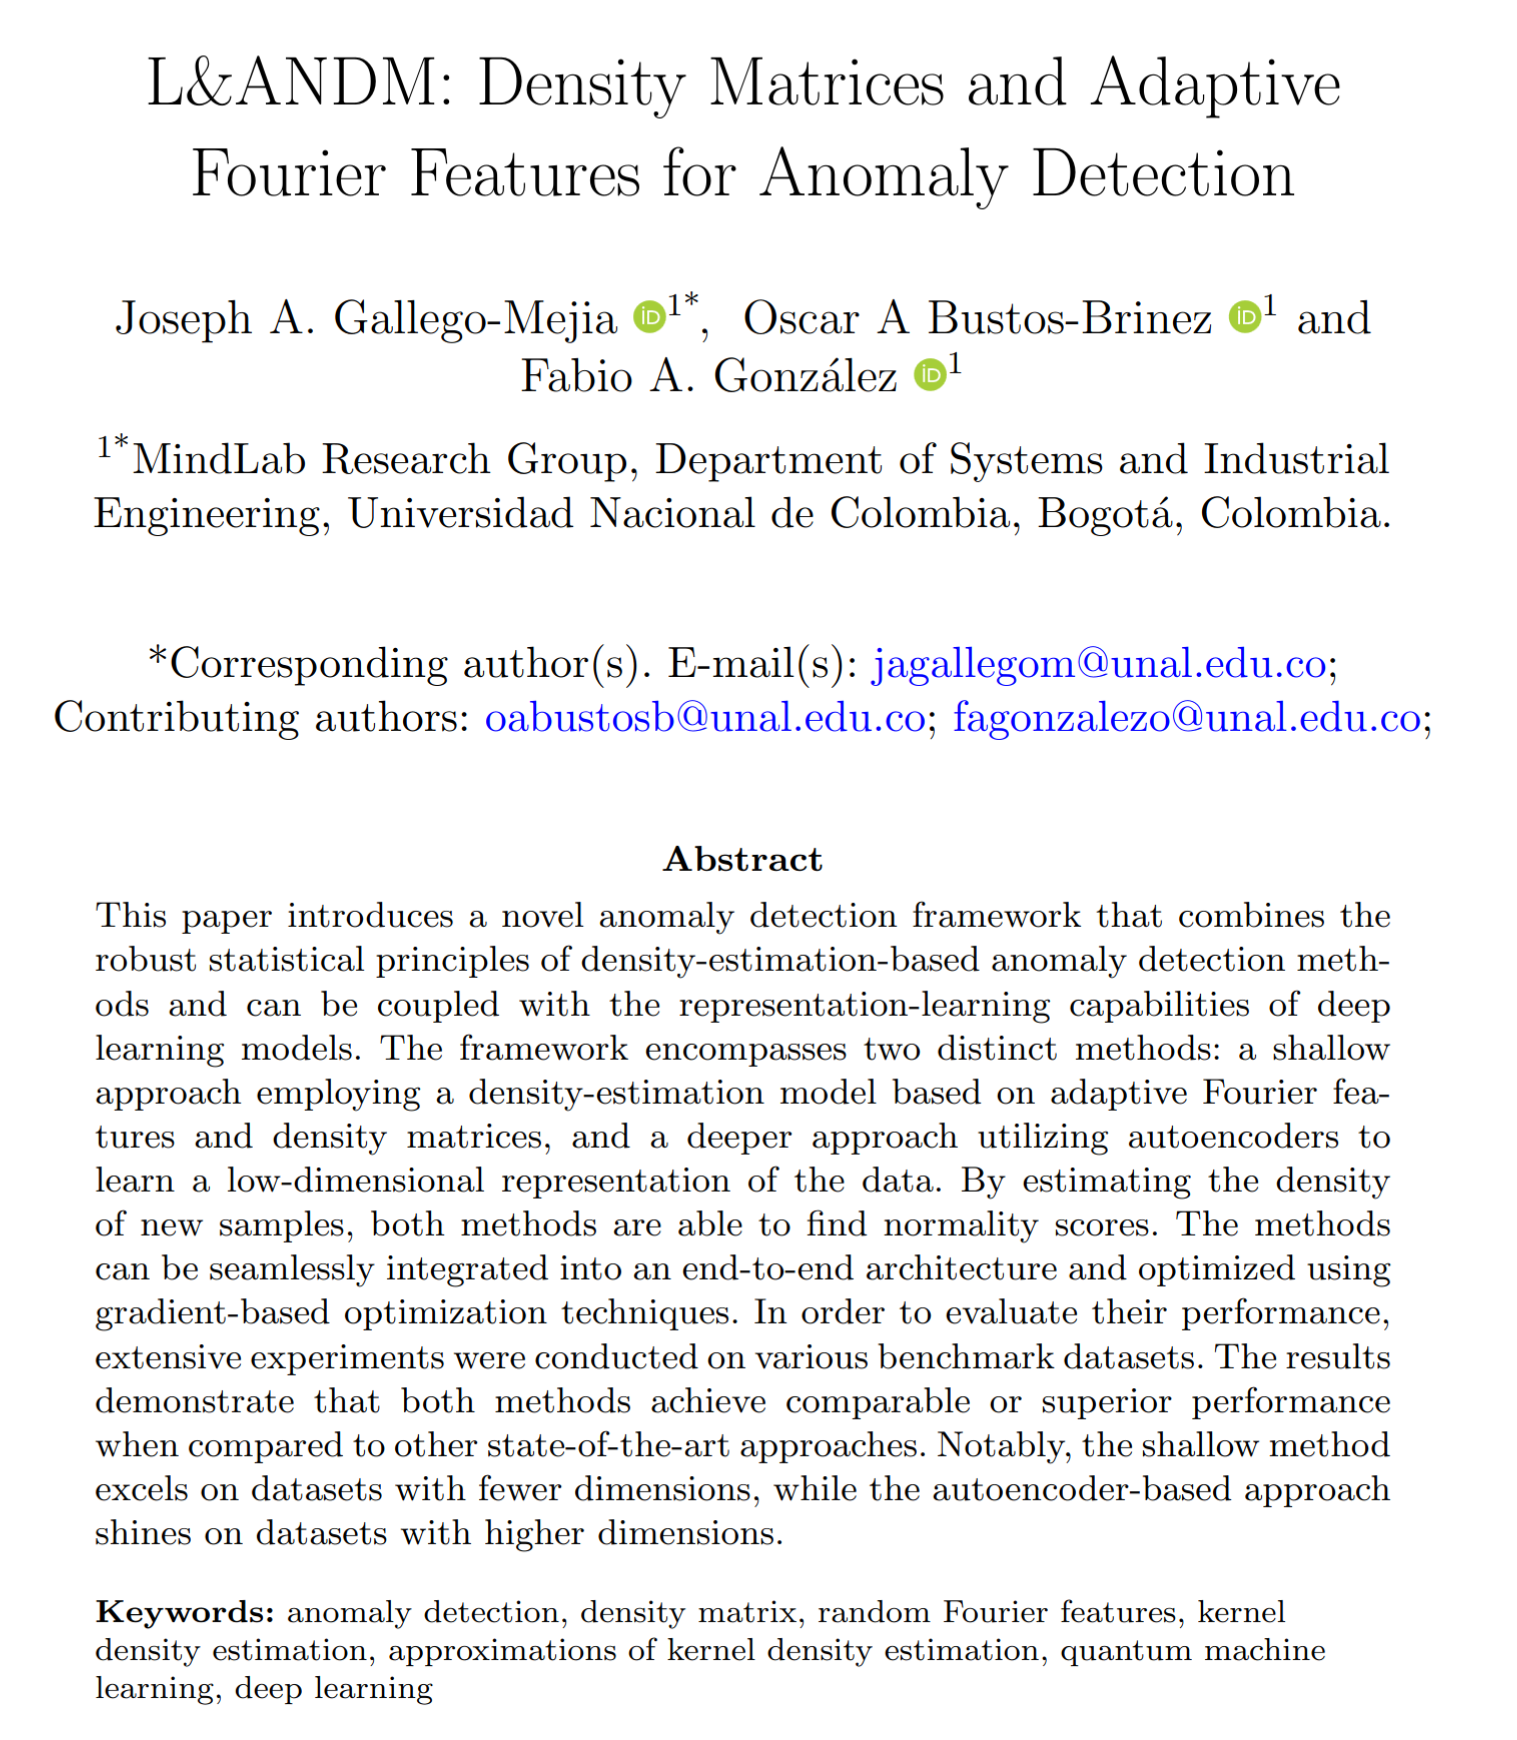 L&ANDM: Density Matrices and Adaptive
Fourier Features for Anomaly Detection
Joseph A. Gallego-Mejia iD1*, Oscar A Bustos-Brinez iD1 and
Fabio A. González iD1
1*MindLab Research Group, Department of Systems and Industrial
Engineering, Universidad Nacional de Colombia, Bogotá, Colombia.
*Corresponding author(s). E-mail(s): jagallegom@unal.edu.co;
Contributing authors: oabustosb@unal.edu.co; fagonzalezo@unal.edu.co;
Abstract
This paper introduces a novel anomaly detection framework that combines the
robust statistical principles of density-estimation-based anomaly detection meth-
ods and can be coupled with the representation-learning capabilities of deep
learning models. The framework encompasses two distinct methods: a shallow
approach employing a density-estimation model based on adaptive Fourier fea-
tures and density matrices, and a deeper approach utilizing autoencoders to
learn a low-dimensional representation of the data. By estimating the density
of new samples, both methods are able to find normality scores. The methods
can be seamlessly integrated into an end-to-end architecture and optimized using
gradient-based optimization techniques. In order to evaluate their performance,
extensive experiments were conducted on various benchmark datasets. The results
demonstrate that both methods achieve comparable or superior performance
when compared to other state-of-the-art approaches. Notably, the shallow method
excels on datasets with fewer dimensions, while the autoencoder-based approach
shines on datasets with higher dimensions.
Keywords: anomaly detection, density matrix, random Fourier features, kernel
density estimation, approximations of kernel density estimation, quantum machine
learning, deep learning